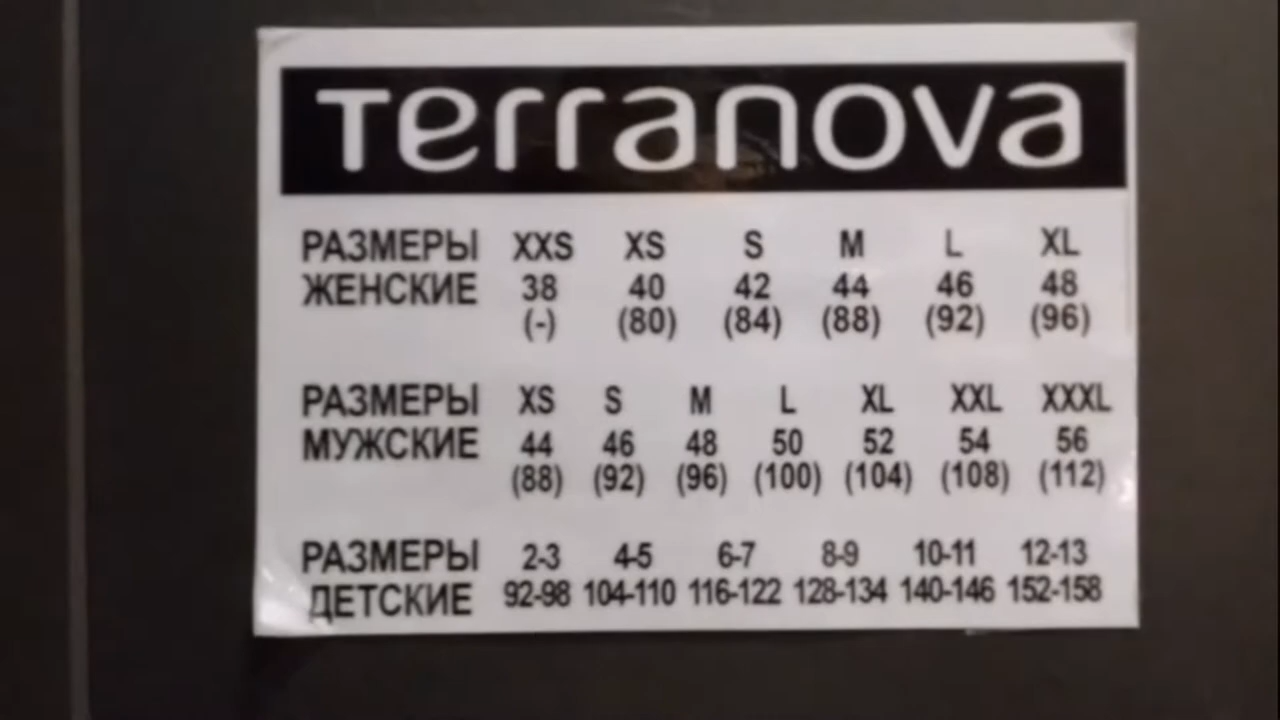 Terranova
РАЗМЕРЫ XXS XS S M L XL
ЖЕНСКИЕ 38 40 42 44 46 48
(-) (80) (84) (88) (92) (96)
РАЗМЕРЫ XS S M L XL XXL XXXL
МУЖСКИЕ 44 46 48 50 52 54 56
(88) (92) (96) (100) (104) (108) (112)
РАЗМЕРЫ 2-3 4-5 6-7 8-9 10-11 12-13
ДЕТСКИЕ 92-98 104-110 116-122 128-134 140-146 152-158